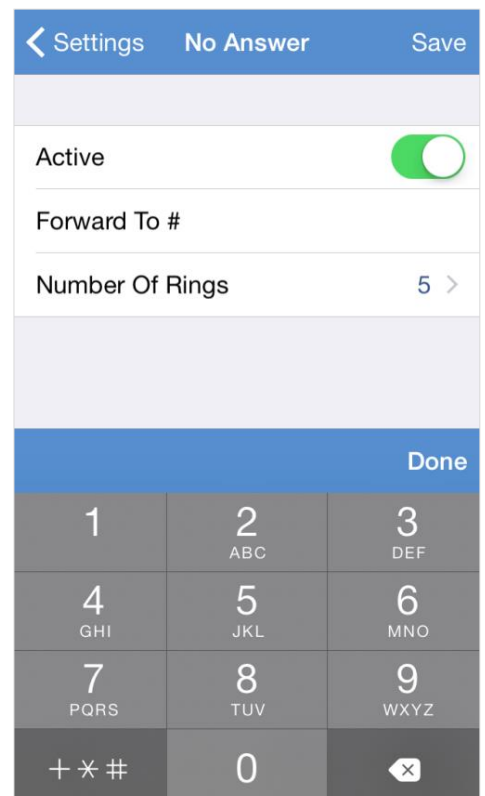 Settings No Answer Save
Active
Forward To #
Number Of Rings 5
Done
1 2 3
ABC DEF
4 5 6
GHI JKL MNO
7 8 9
PQRS TUV WXYZ
+*# 0